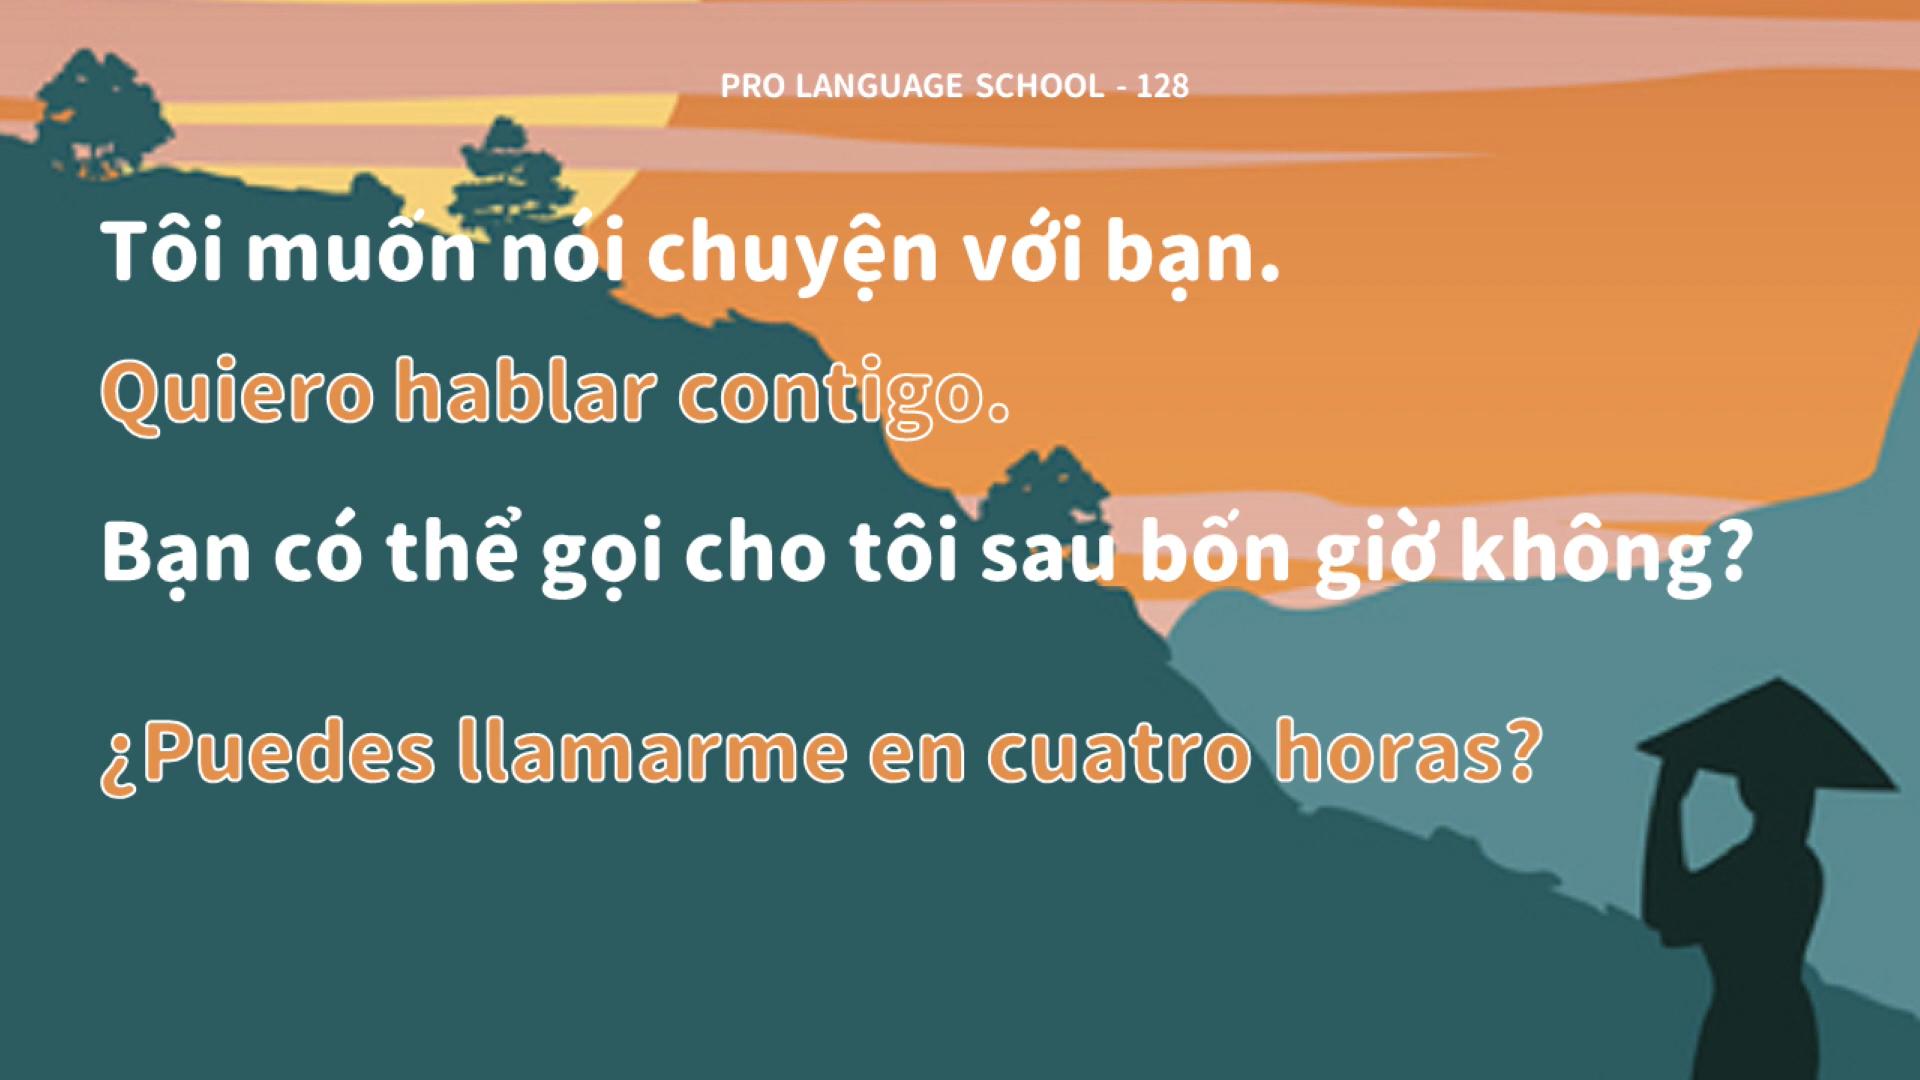 PRO LANGUAGE SCHOOL - 128
Tôi muốn nói chuyện với bạn.
Quiero hablar contigo.
Bạn có thể gọi cho tôi sau bốn giờ không?
¿Puedes llamarme en cuatro horas?